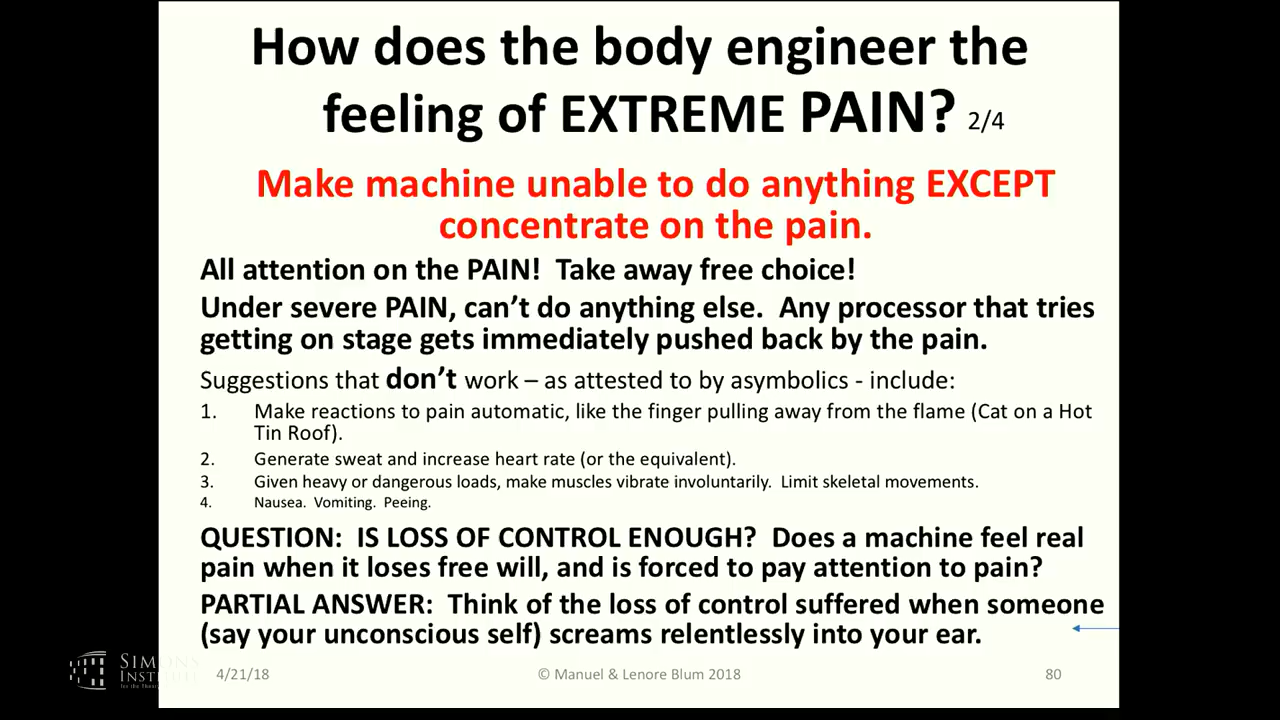 How does the body engineer the
feeling of EXTREME PAIN? 2/4
Make machine unable to do anything EXCEPT
concentrate on the pain.
All attention on the PAIN!  Take away free choice!
Under severe PAIN, can’t do anything else.  Any processor that tries
getting on stage gets immediately pushed back by the pain.
Suggestions that don’t work – as attested to by asymbolics - include:
1. Make reactions to pain automatic, like the finger pulling away from the flame (Cat on a Hot
Tin Roof).
2. Generate sweat and increase heart rate (or the equivalent).
3. Given heavy or dangerous loads, make muscles vibrate involuntarily.  Limit skeletal movements.
4. Nausea.  Vomiting.  Peeing.
QUESTION:  IS LOSS OF CONTROL ENOUGH?  Does a machine feel real
pain when it loses free will, and is forced to pay attention to pain?
PARTIAL ANSWER:  Think of the loss of control suffered when someone
(say your unconscious self) screams relentlessly into your ear.
SIMONS
INSTITUTE
4/21/18
© Manuel & Lenore Blum 2018
80